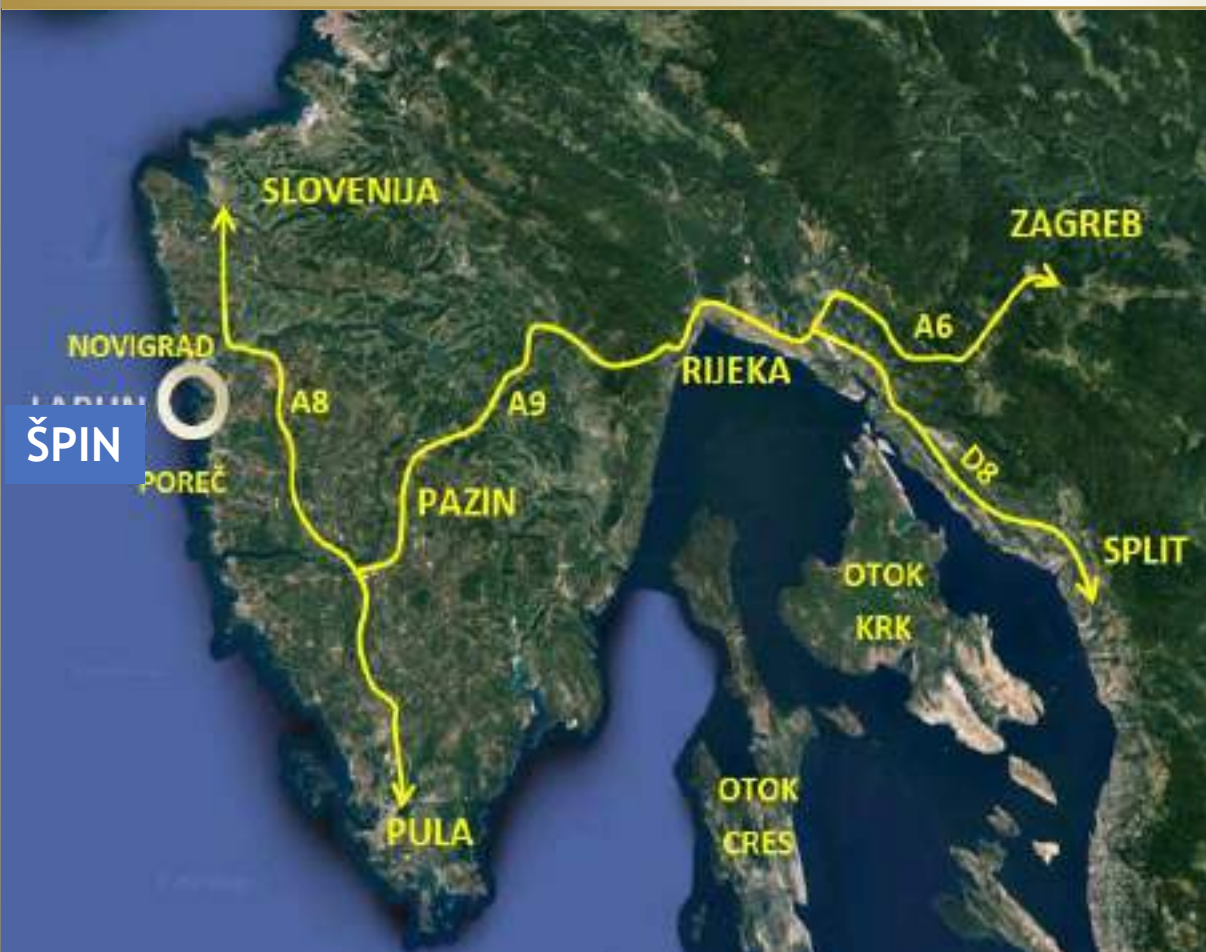 SLOVENIJA
ZAGREB
A6
NOVIGRAD
RIJEKA
A8
A9
ŠPIN
D8
POREČ
PAZIN
SPLIT
OTOK
KRK
OTOK
CRES
PULA